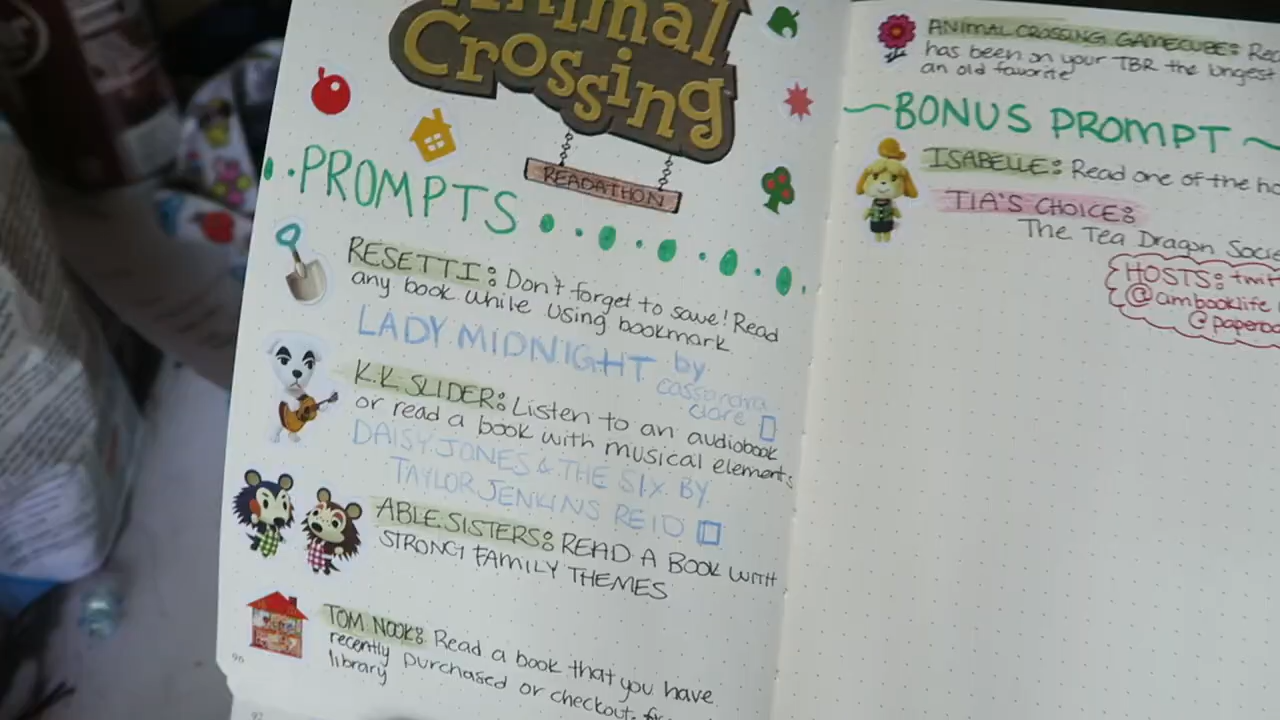 Animal
Crossing
READATHON
PROMPTS
RESETTI: Don't forget to save! Read
any book while using bookmark
LADY MIDNIGHT by
cassandra
clare
K.K SLIDER: Listen to an audiobook
or read a book with musical elements
DAISY JONES & THE SIX BY
TAYLOR JENKINS REID
ABLE SISTERS: READ A BOOK WITH
STRONG FAMILY THEMES
TOM NOOK: Read a book that you have
recently purchased or checkout
library
96
97
ANIMAL CROSSING GAMECUBE:
has been on your TBR the longest
an old favorite
~BONUS PROMPT~
ISABELLE: Read one of the
TIA'S CHOICE:
The Tea Dragon
HOSTS:
@ambooklife